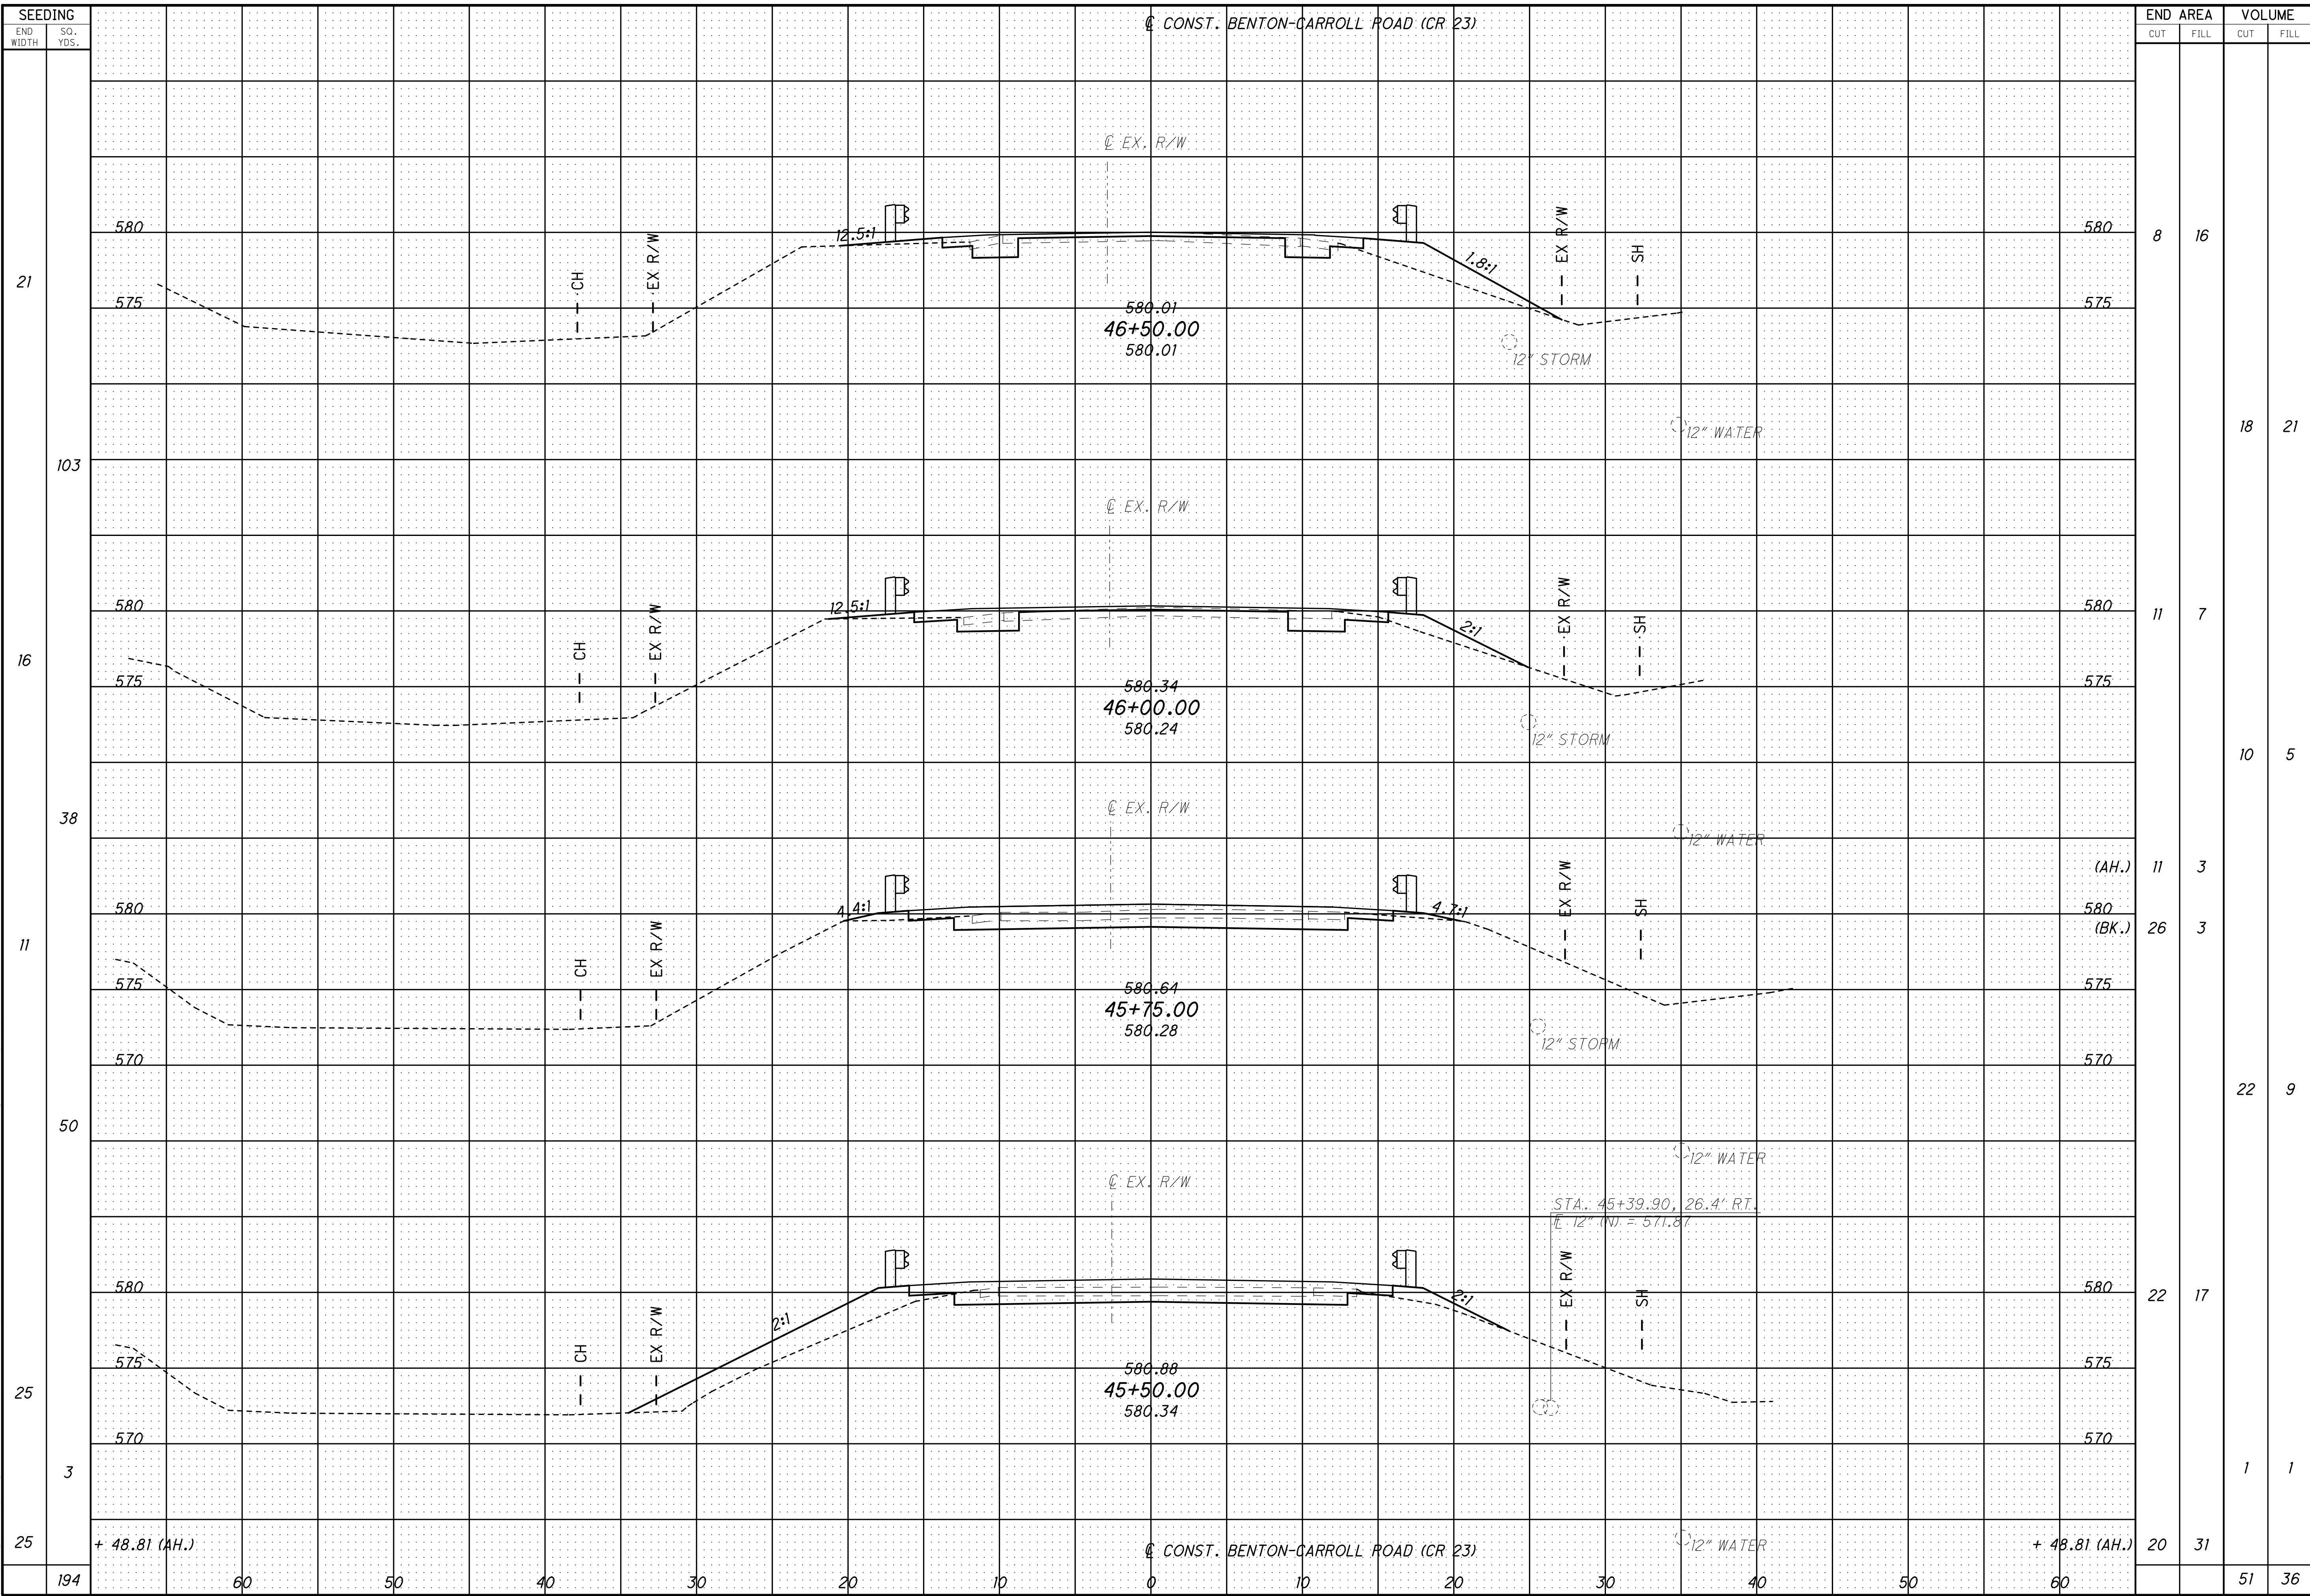 SEEDING
END WIDTH
SQ. YDS.
℄ CONST. BENTON-CARROLL ROAD (CR 23)
END AREA
VOLUME
CUT
FILL
CUT
FILL
℄ EX. R/W
580
12.5:1
1.8:1
580
8
16
21
CH
EX R/W
EX R/W
SH
575
575
580.01
46+50.00
580.01
12" STORM
12" WATER
18
21
103
℄ EX. R/W
580
12.5:1
2:1
580
11
7
16
CH
EX R/W
EX R/W
SH
575
575
580.34
46+00.00
580.24
12" STORM
10
5
℄ EX. R/W
38
12" WATER
(AH.)
11
3
580
4.4:1
4.7:1
580
(BK.)
26
3
11
CH
EX R/W
EX R/W
SH
575
575
580.64
45+75.00
580.28
12" STORM
570
570
22
9
50
12" WATER
℄ EX. R/W
STA. 45+39.90, 26.4' RT.
F̲L 12" (N) = 571.87
580
2:1
2:1
580
22
17
CH
EX R/W
EX R/W
SH
575
575
580.88
45+50.00
580.34
25
570
570
3
1
1
25
+ 48.81 (AH.)
℄ CONST. BENTON-CARROLL ROAD (CR 23)
12" WATER
+ 48.81 (AH.)
20
31
194
60
50
40
30
20
10
0
10
20
30
40
50
60
51
36